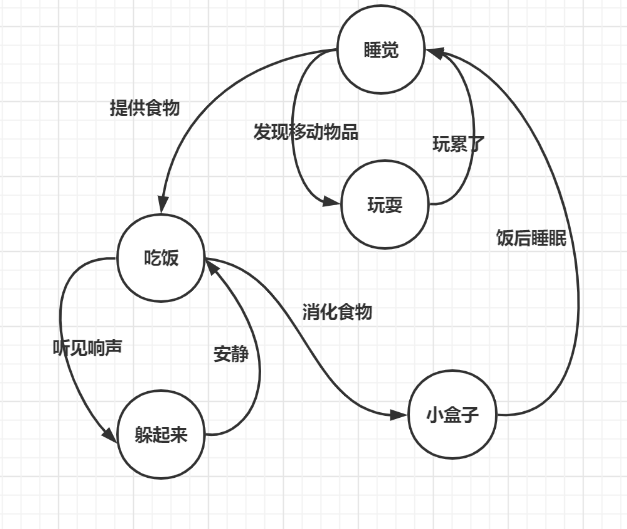 睡觉
提供食物
发现移动物品
玩累了
玩耍
饭后睡眠
吃饭
消化食物
听见响声
安静
小盒子
躲起来